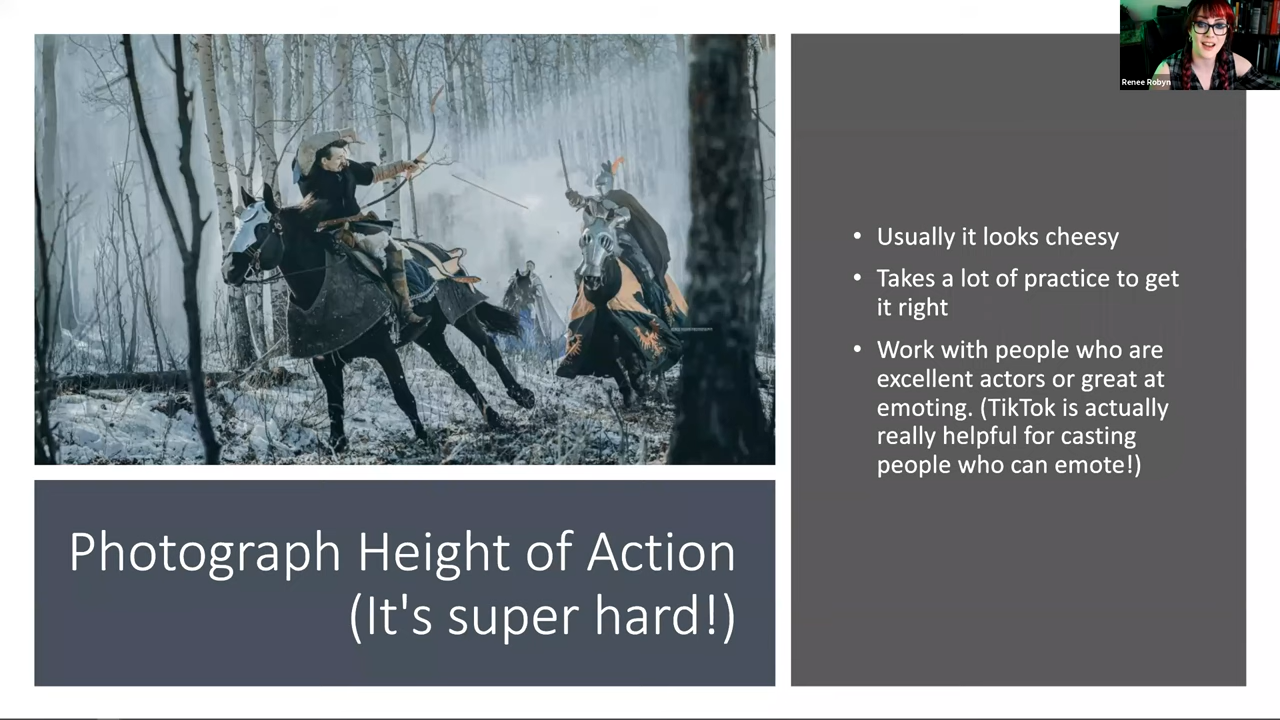 Renee Robyn
• Usually it looks cheesy
• Takes a lot of practice to get
it right
• Work with people who are
excellent actors or great at
emoting. (TikTok is actually
really helpful for casting
people who can emote!)
Photograph Height of Action
(It's super hard!)